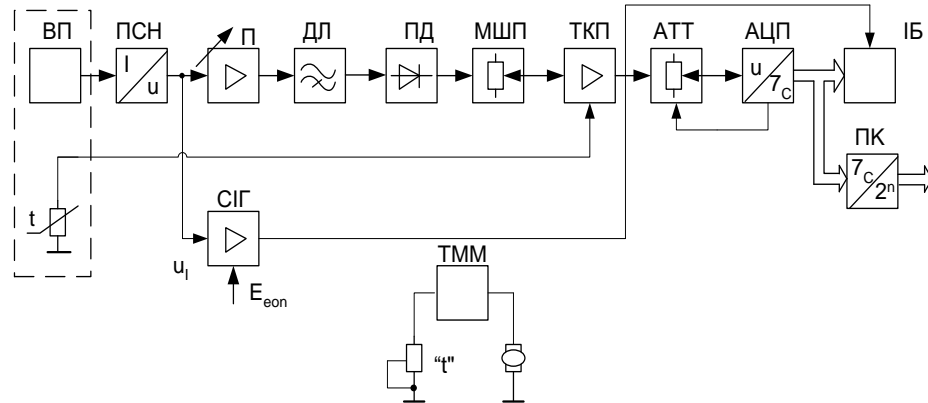 ВП ПСН П ДЛ ПД МШП ТКП АТТ АЦП ІБ
I
u
u
7c
ПК
7c
2ⁿ
t
СІГ
uI
Eeon
ТММ
“t”